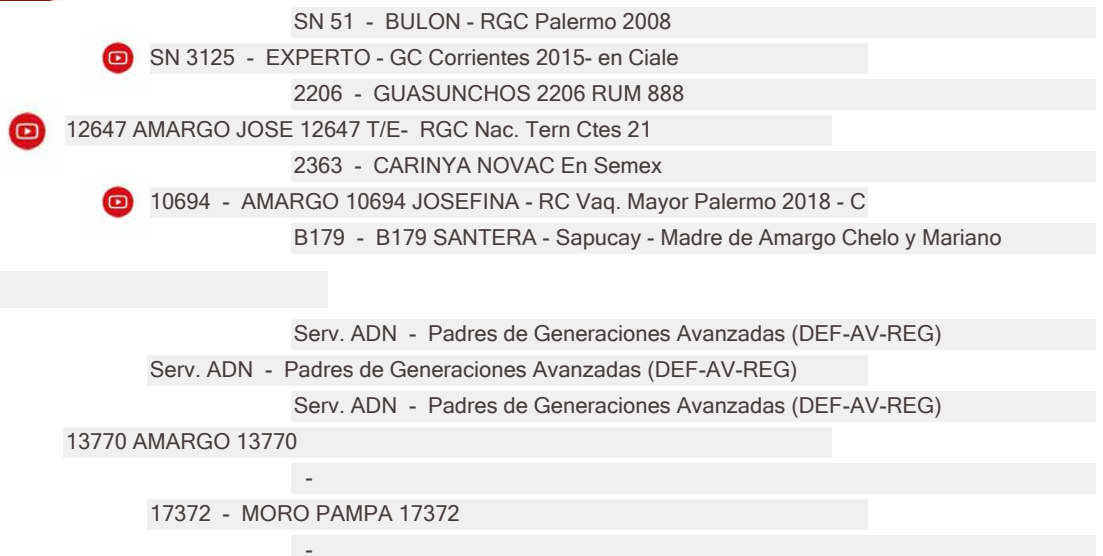 SN 51 - BULON - RGC Palermo 2008
SN 3125 - EXPERTO - GC Corrientes 2015- en Ciale
2206 - GUASUNCHOS 2206 RUM 888
12647 AMARGO JOSE 12647 T/E- RGC Nac. Tern Ctes 21
2363 - CARINYA NOVAC En Semex
10694 - AMARGO 10694 JOSEFINA - RC Vaq. Mayor Palermo 2018 - C
B179 - B179 SANTERA - Sapucay - Madre de Amargo Chelo y Mariano
Serv. ADN - Padres de Generaciones Avanzadas (DEF-AV-REG)
Serv. ADN - Padres de Generaciones Avanzadas (DEF-AV-REG)
Serv. ADN - Padres de Generaciones Avanzadas (DEF-AV-REG)
13770 AMARGO 13770
-
17372 - MORO PAMPA 17372
-